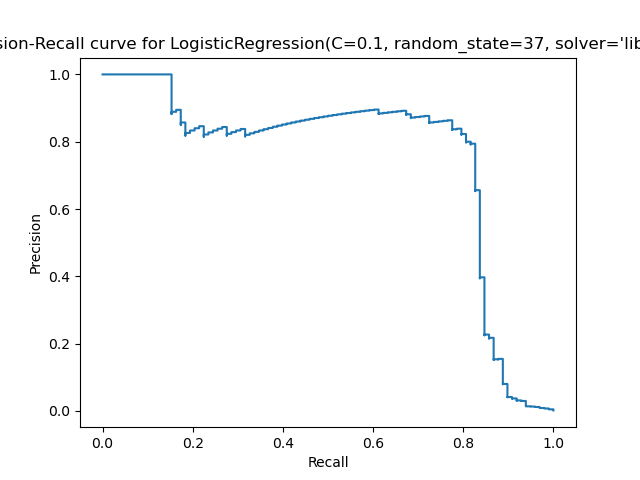 sion-Recall curve for LogisticRegression(C=0.1, random_state=37, solver='lib
1.0
0.8
0.6
0.4
0.2
0.0
Precision
0.0 0.2 0.4 0.6 0.8 1.0
Recall